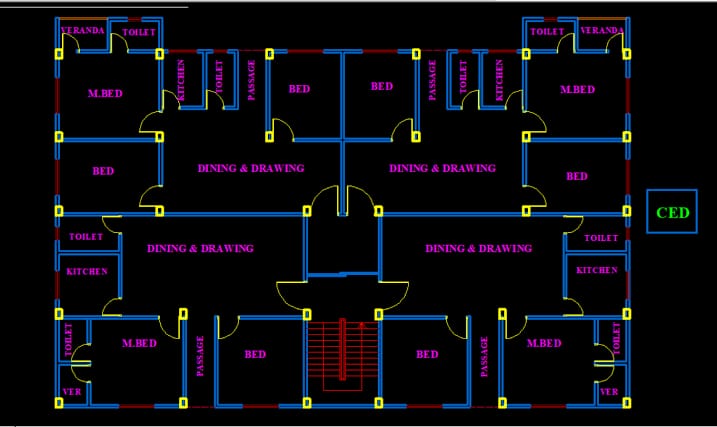 VERANDA
TOILET
TOILET
VERANDA
KITCHEN
TOILET
PASSAGE
BED
BED
PASSAGE
TOILET
KITCHEN
M.BED
M.BED
BED
DINING & DRAWING
DINING & DRAWING
BED
CED
TOILET
DINING & DRAWING
DINING & DRAWING
TOILET
KITCHEN
KITCHEN
TOILET
M.BED
PASSAGE
BED
BED
PASSAGE
M.BED
TOILET
VER
VER